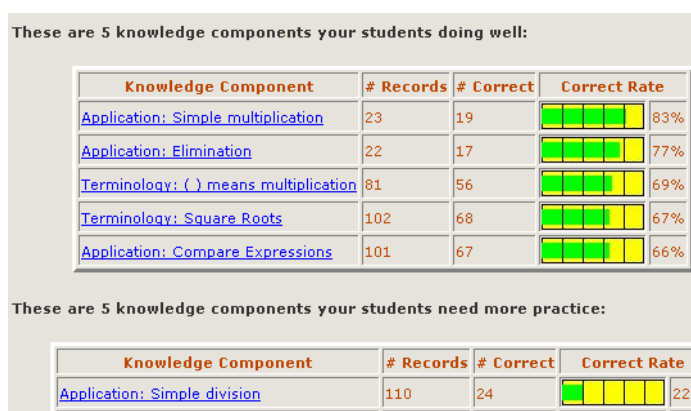 These are 5 knowledge components your students doing well:
Knowledge Component # Records # Correct Correct Rate
Application: Simple multiplication 23 19 83%
Application: Elimination 22 17 77%
Terminology: ( ) means multiplication 81 56 69%
Terminology: Square Roots 102 68 67%
Application: Compare Expressions 101 67 66%
These are 5 knowledge components your students need more practice:
Knowledge Component # Records # Correct Correct Rate
Application: Simple division 110 24 22